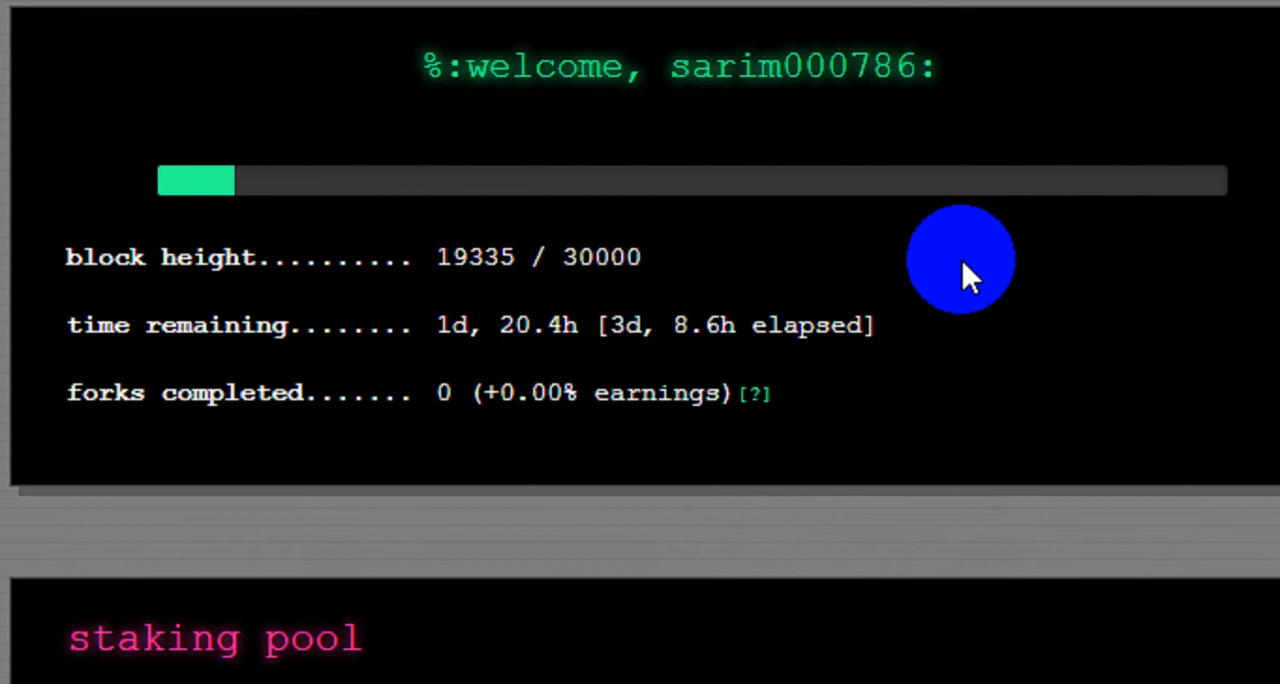 %:welcome, sarim000786:
block height.......... 19335 / 30000
time remaining........ 1d, 20.4h [3d, 8.6h elapsed]
forks completed....... 0 (+0.00% earnings)[?]
staking pool